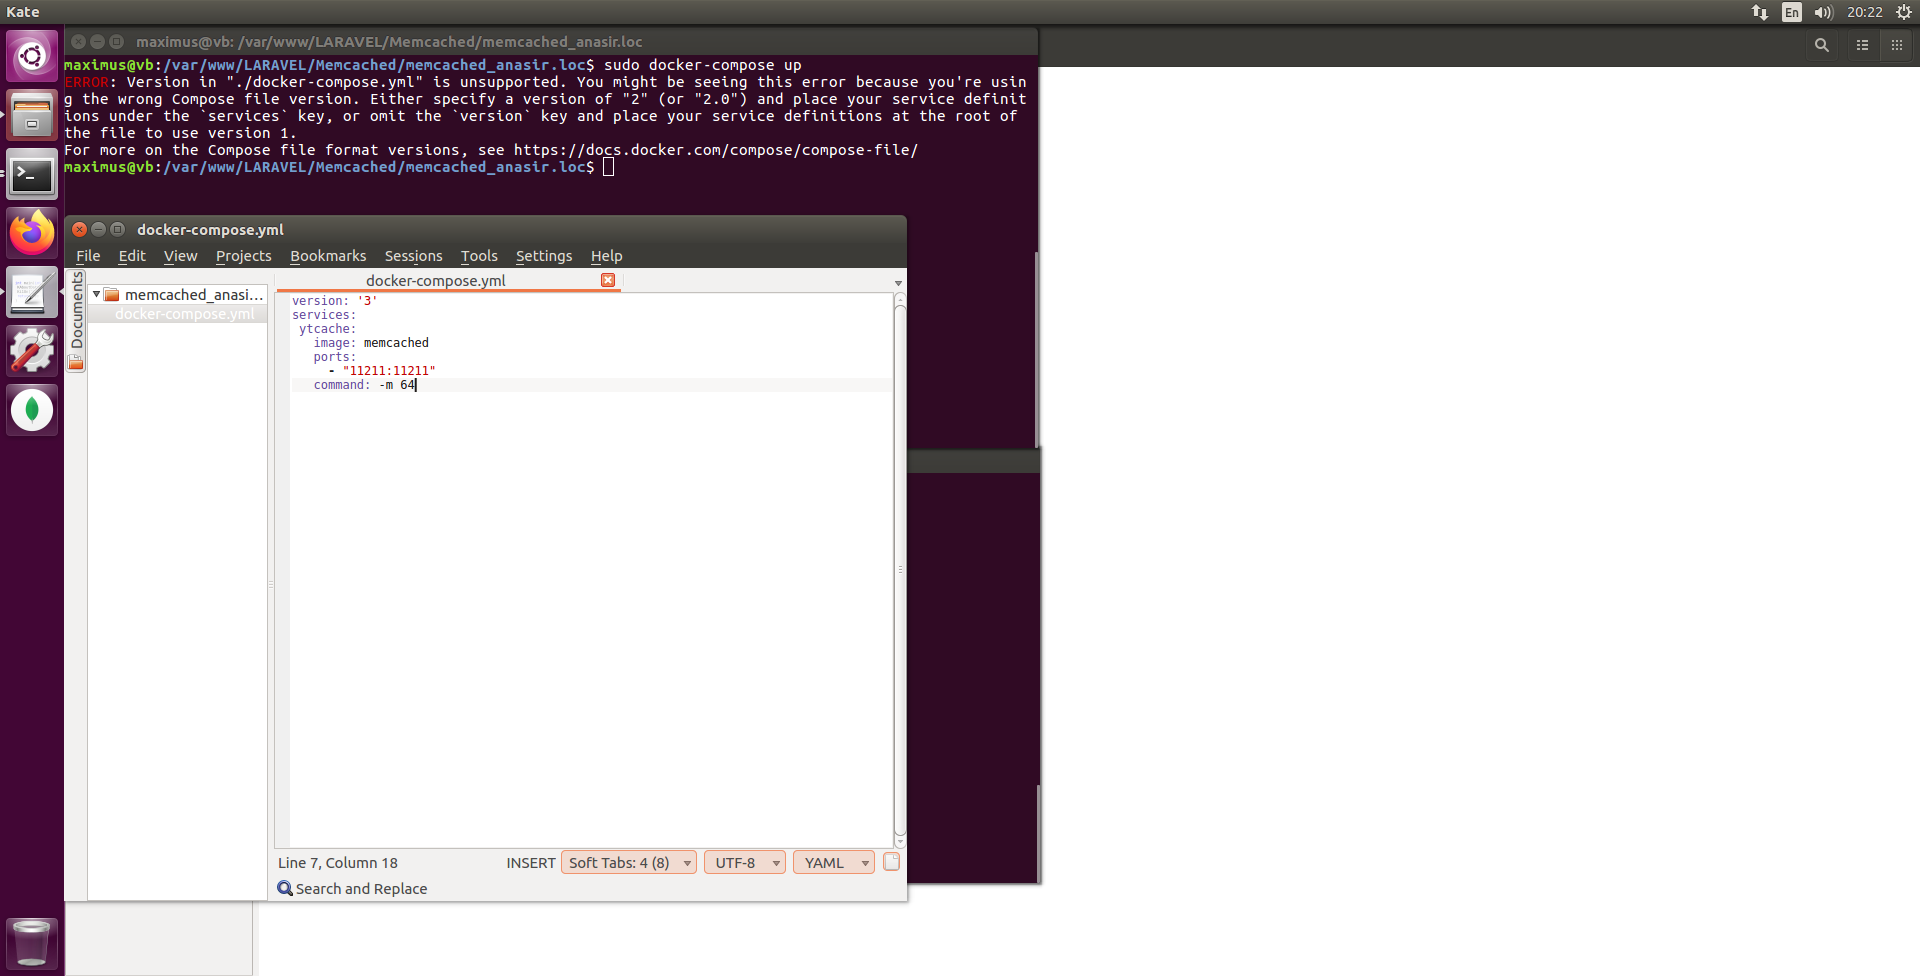 Kate
En
20:22
maximus@vb: /var/www/LARAVEL/Memcached/memcached_anasir.loc
maximus@vb:/var/www/LARAVEL/Memcached/memcached_anasir.loc$ sudo docker-compose up
ERROR: Version in "./docker-compose.yml" is unsupported. You might be seeing this error because you're usin
g the wrong Compose file version. Either specify a version of "2" (or "2.0") and place your service definit
ions under the `services` key, or omit the `version` key and place your service definitions at the root of
the file to use version 1.
For more on the Compose file format versions, see https://docs.docker.com/compose/compose-file/
maximus@vb:/var/www/LARAVEL/Memcached/memcached_anasir.loc$
docker-compose.yml
File Edit View Projects Bookmarks Sessions Tools Settings Help
Documents
memcached_anasi...
docker-compose.yml
docker-compose.yml
version: '3'
services:
 ytcache:
   image: memcached
   ports:
     - "11211:11211"
   command: -m 64
Line 7, Column 18
INSERT
Soft Tabs: 4 (8)
UTF-8
YAML
Search and Replace